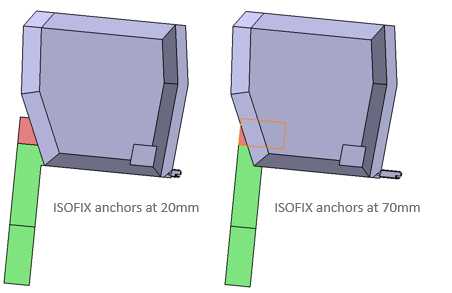 ISOFIX anchors at 20mm
ISOFIX anchors at 70mm